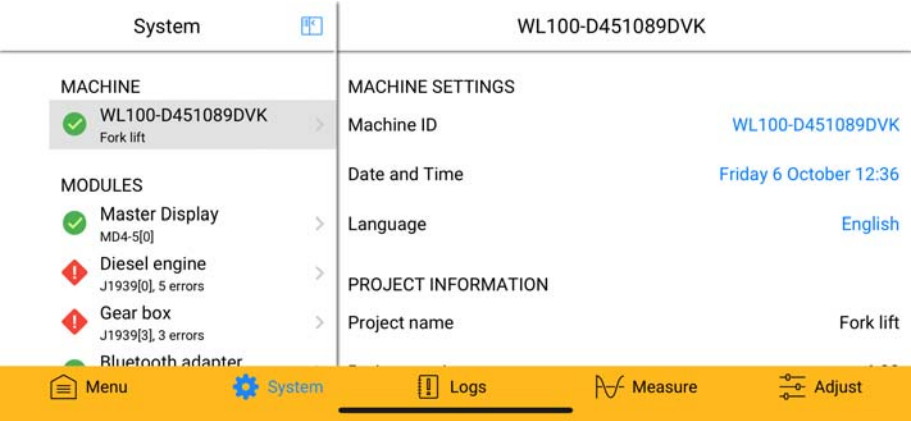 System
WL100-D451089DVK
MACHINE
WL100-D451089DVK
Fork lift
MODULES
Master Display
MD4-5[0]
Diesel engine
J1939[0], 5 errors
Gear box
J1939[3], 3 errors
Bluetooth adapter
MACHINE SETTINGS
Machine ID WL100-D451089DVK
Date and Time Friday 6 October 12:36
Language English
PROJECT INFORMATION
Project name Fork lift
Menu System Logs Measure Adjust